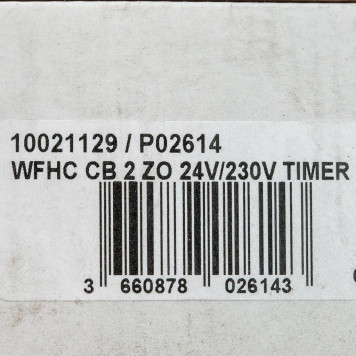 10021129 / P02614
WFHC CB 2 ZO 24V/230V TIMER
3 660878 026143